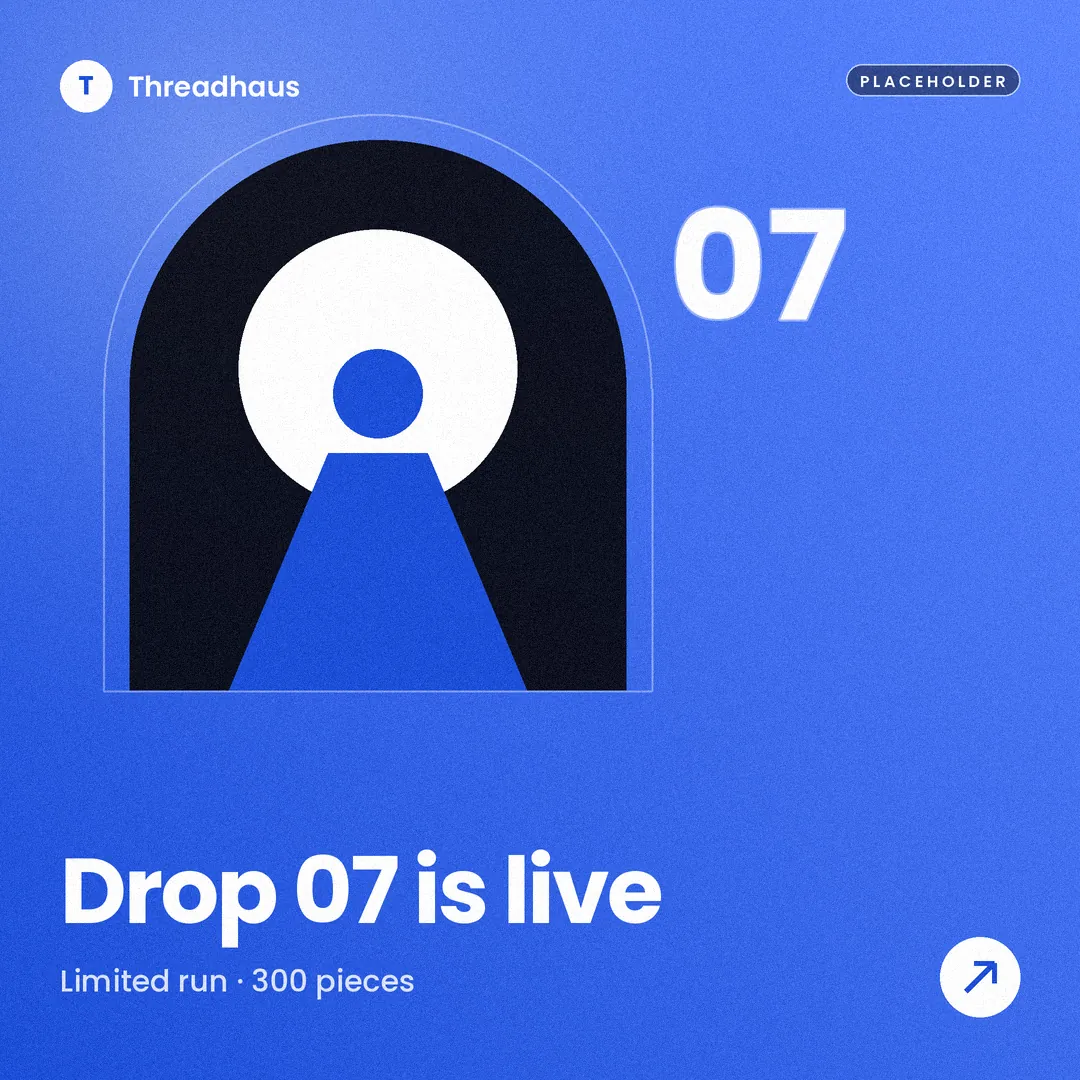 T
Threadhaus
PLACEHOLDER
07
Drop 07 is live
Limited run · 300 pieces